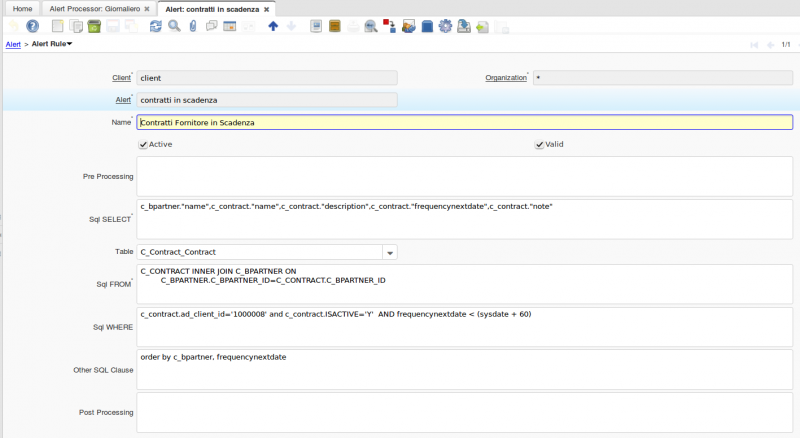 Home
Alert Processor: Giornaliero
Alert: contratti in scadenza
Alert > Alert Rule
1/1
Client* client
Organization* *
Alert* contratti in scadenza
Name* Contratti Fornitore in Scadenza
Active
Valid
Pre Processing
Sql SELECT* c_bpartner."name",c_contract."name",c_contract."description",c_contract."frequencynextdate",c_contract."note"
Table C_Contract_Contract
C_CONTRACT INNER JOIN C_BPARTNER ON
Sql FROM* C_BPARTNER.C_BPARTNER_ID=C_CONTRACT.C_BPARTNER_ID
Sql WHERE c_contract.ad_client_id='1000008' and c_contract.ISACTIVE='Y' AND frequencynextdate < (sysdate + 60)
Other SQL Clause order by c_bpartner, frequencynextdate
Post Processing